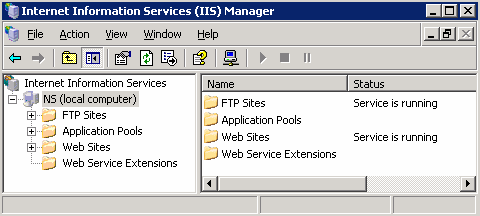 Internet Information Services (IIS) Manager
File Action View Window Help
Internet Information Services
NS (local computer)
FTP Sites
Application Pools
Web Sites
Web Service Extensions
Name Status
FTP Sites Service is running
Application Pools
Web Sites Service is running
Web Service Extensions